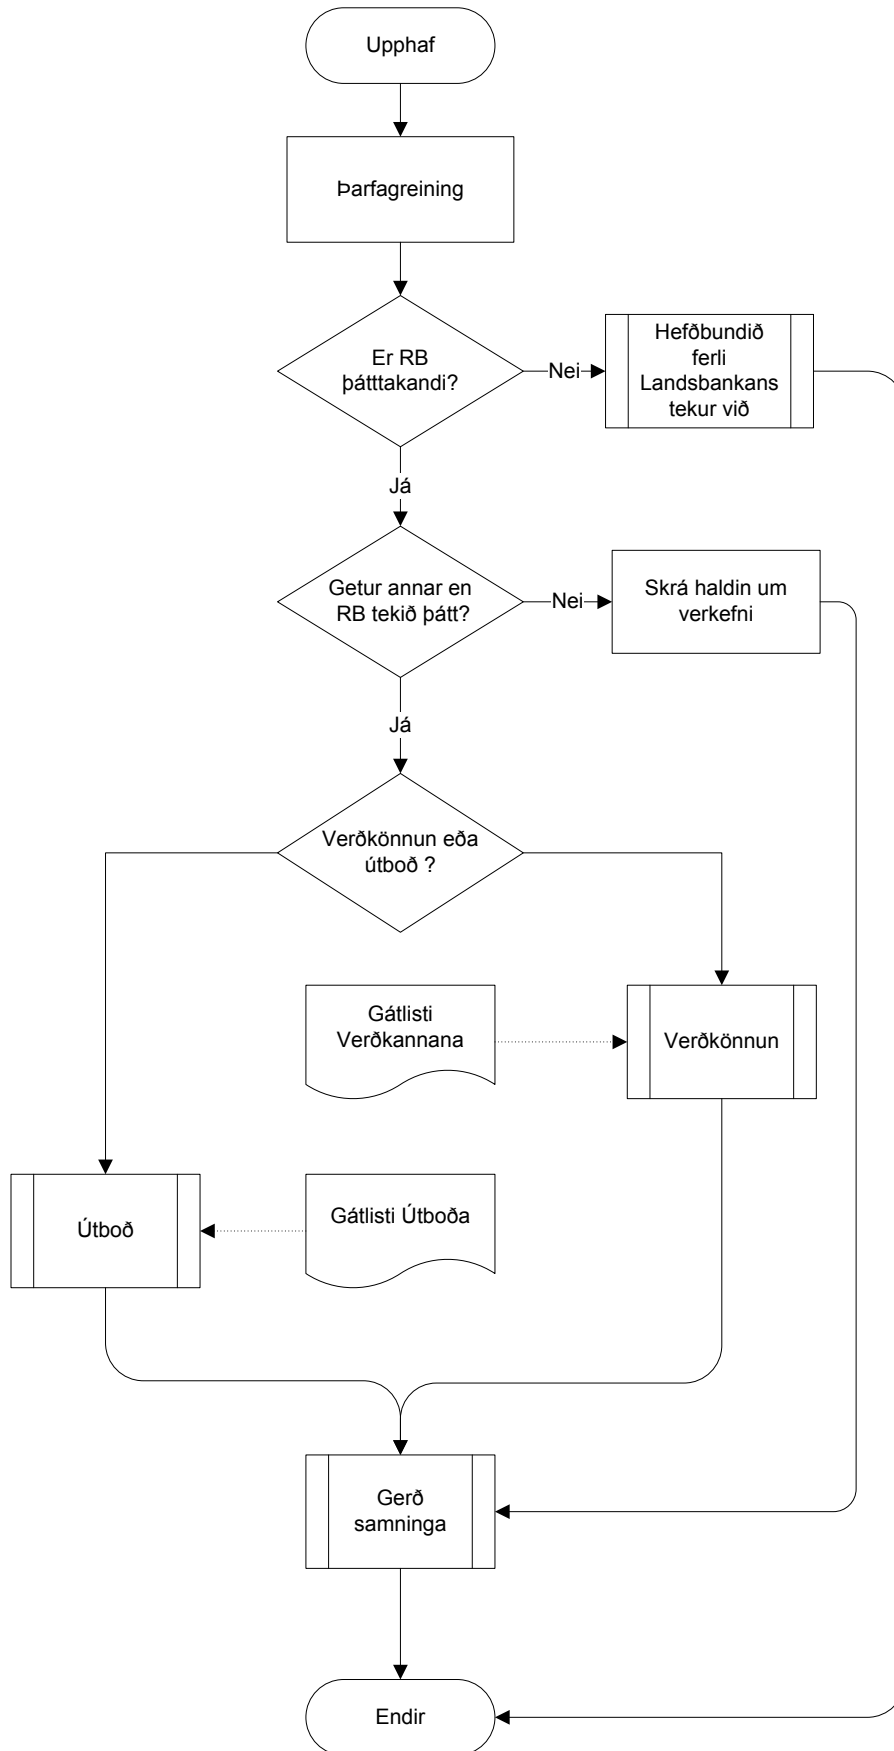 Upphaf
Þarfagreining
Er RB
þátttakandi?
Nei
Hefðbundið
ferli
Landsbankans
tekur við
Já
Getur annar en
RB tekið þátt?
Nei
Skrá haldin um
verkefni
Já
Verðkönnun eða
útboð ?
Gátlisti
Verðkannana
Verðkönnun
Útboð
Gátlisti Útboða
Gerð
samninga
Endir